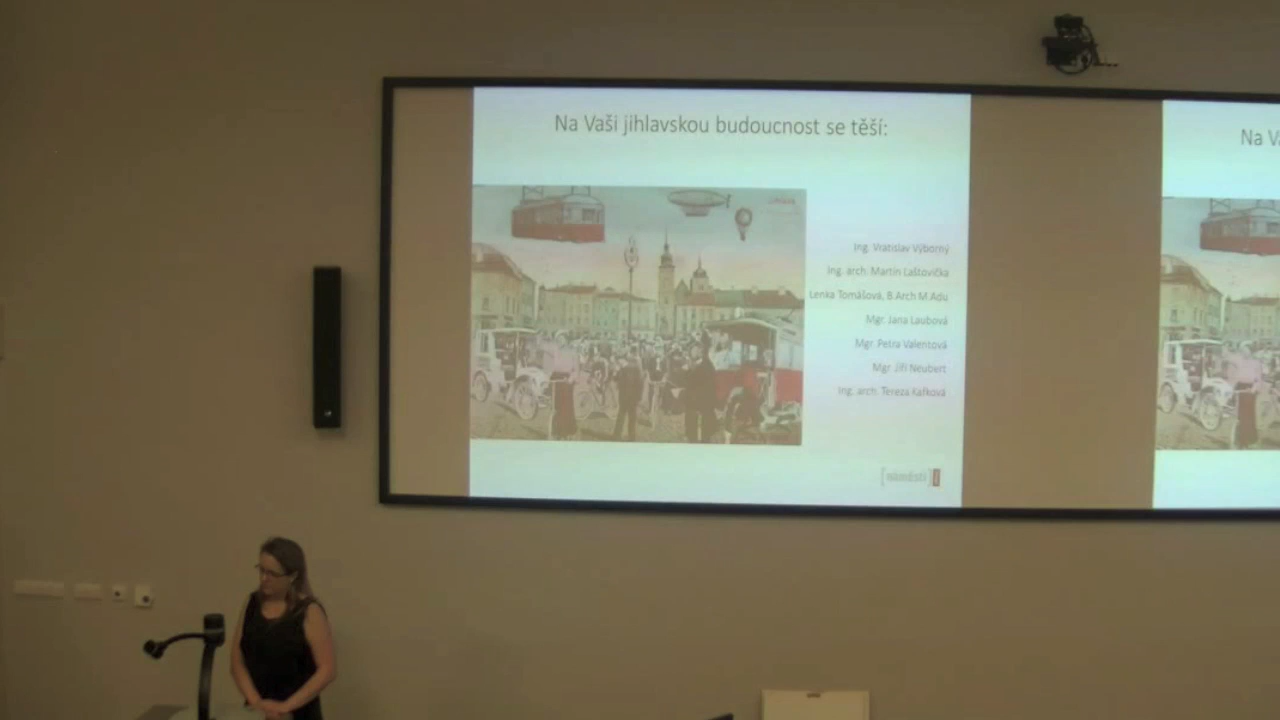 Na Vaši jihlavskou budoucnost se těší:
Ing. Vratislav Výborný
Ing. arch. Martin Laštovička
Lenka Tomášová, B.Arch M.Adu
Mgr. Jana Laubová
Mgr. Petra Valentová
Mgr. Jiří Neubert
Ing. arch. Tereza Kafková
[náměstí]
Na V